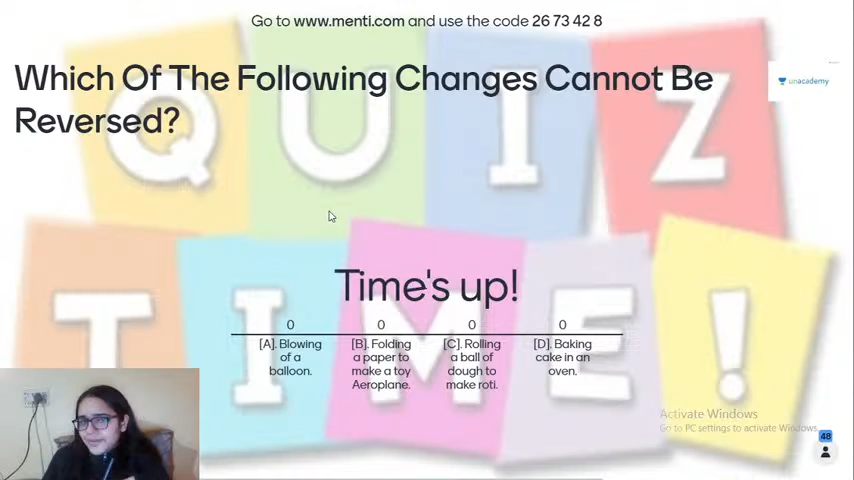 Go to www.menti.com and use the code 26 73 42 8
Which Of The Following Changes Cannot Be
Reversed?
unacademy
QUIZ
TIME!
Time's up!
0 0 0 0
[A]. Blowing
of a
balloon.
[B]. Folding
a paper to
make a toy
Aeroplane.
[C]. Rolling
a ball of
dough to
make roti.
[D]. Baking
cake in an
oven.
Activate Windows
Go to PC settings to activate Windows.
48